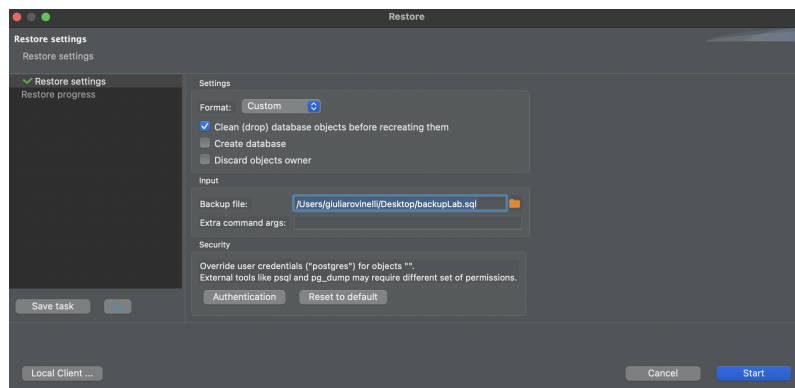 Restore
Restore settings
Restore settings
Restore settings
Restore progress
Settings
Format: Custom
Clean (drop) database objects before recreating them
Create database
Discard objects owner
Input
Backup file: /Users/giuliarovinelli/Desktop/backupLab.sql
Extra command args:
Security
Override user credentials ("postgres") for objects "".
External tools like psql and pg_dump may require different set of permissions.
Authentication Reset to default
Save task ...
Local Client ... Cancel Start